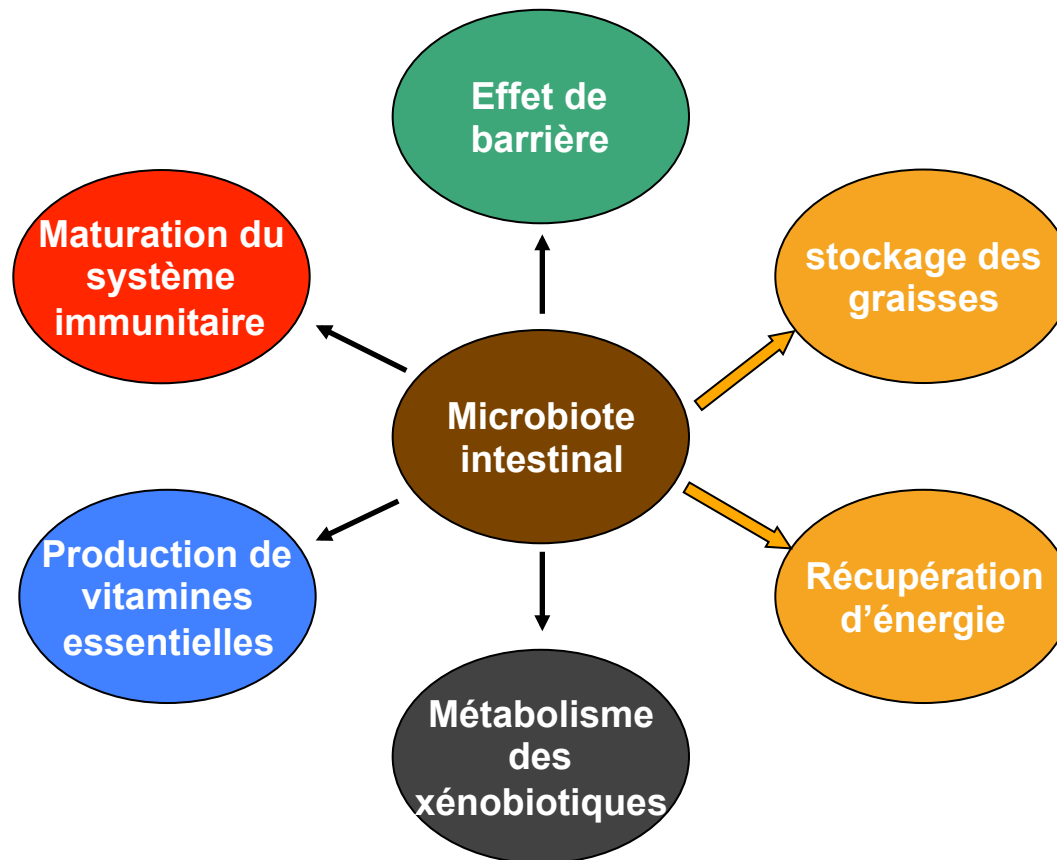 Effet de
barrière
Maturation du
système
immunitaire
stockage des
graisses
Microbiote
intestinal
Production de
vitamines
essentielles
Récupération
d’énergie
Métabolisme
des
xénobiotiques